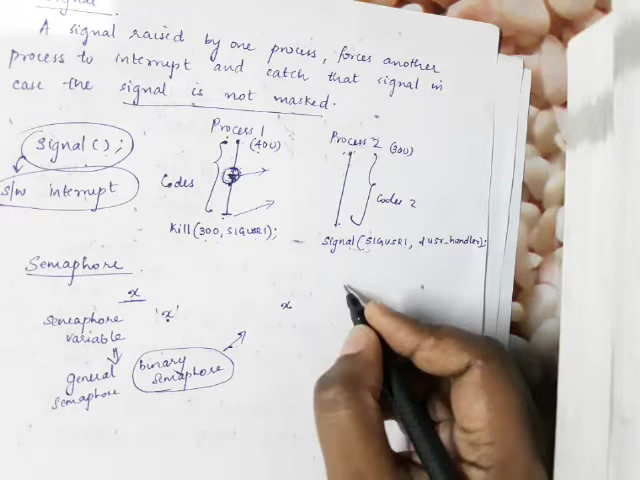 Signal
A signal raised by one process, forces another
process to interrupt and catch that signal in
case the signal is not masked.
Signal();
s/w interrupt
Process 1
(400)
Codes
Kill(300, SIGUSR1);
Process 2
(300)
Codes 2
Signal(SIGUSR1, &usr_handler);
Semaphore
x
semaphore
variable
'x'
x
general
semaphore
binary
semaphore